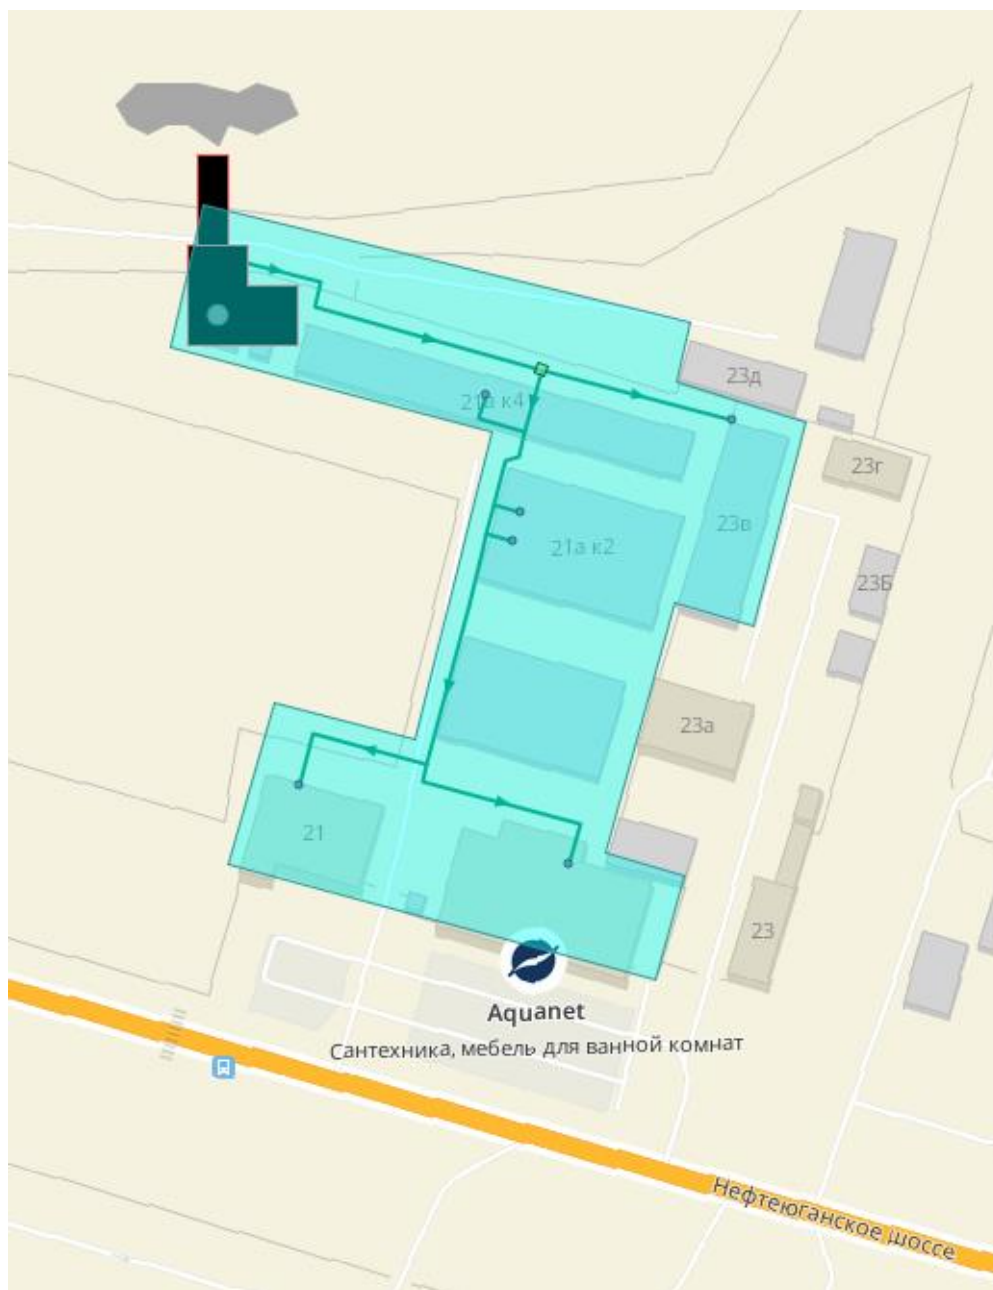 23д
21а к4
23г
23в
21а к2
23Б
23а
21
23
Aquanet
Сантехника, мебель для ванной комнат
Нефтеюганское шоссе